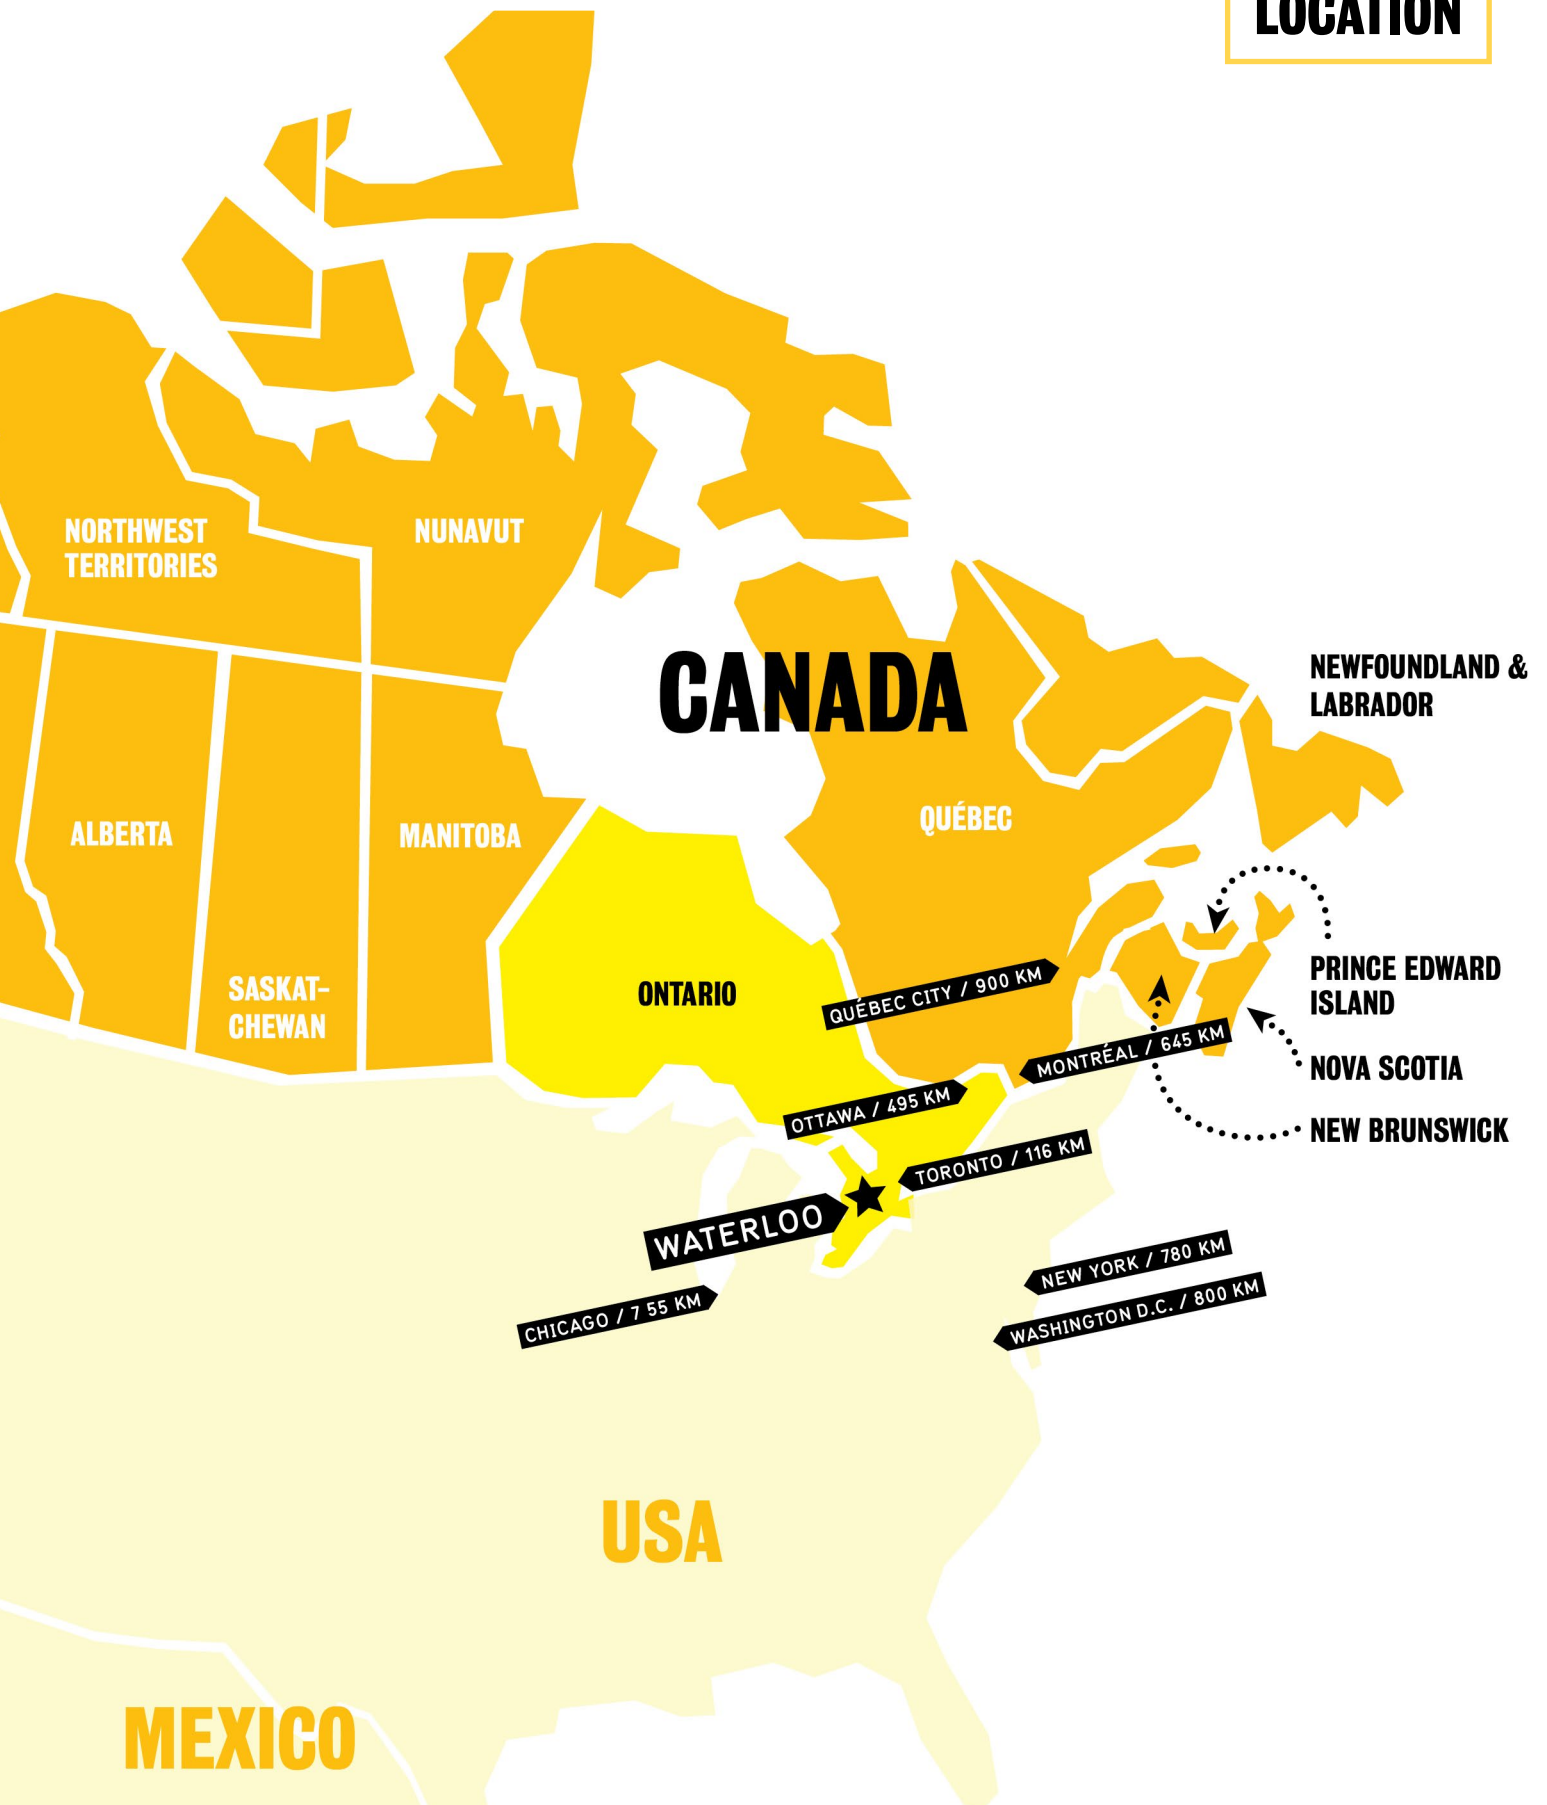 LOCATION
NORTHWEST
TERRITORIES
NUNAVUT
CANADA
NEWFOUNDLAND &
LABRADOR
ALBERTA
MANITOBA
QUÉBEC
SASKAT-
CHEWAN
ONTARIO
QUÉBEC CITY / 900 KM
PRINCE EDWARD
ISLAND
MONTRÉAL / 645 KM
NOVA SCOTIA
OTTAWA / 495 KM
NEW BRUNSWICK
TORONTO / 116 KM
WATERLOO
NEW YORK / 780 KM
CHICAGO / 7 55 KM
WASHINGTON D.C. / 800 KM
USA
MEXICO